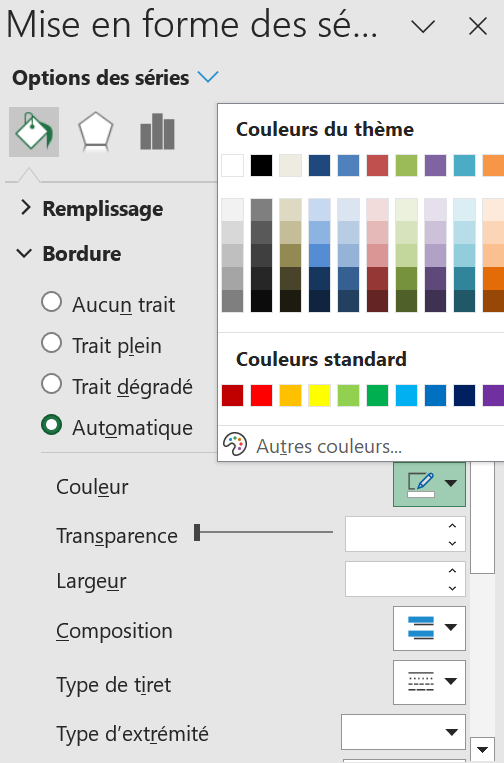 Mise en forme des sé...
Options des séries
Couleurs du thème
Remplissage
Bordure
Aucun trait
Trait plein
Couleurs standard
Trait dégradé
Automatique
Autres couleurs...
Couleur
Transparence
Largeur
Composition
Type de tiret
Type d’extrémité